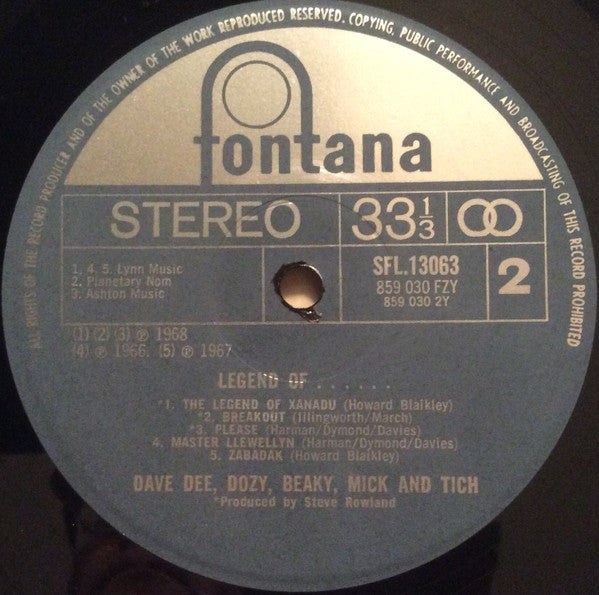 ALL RIGHTS OF THE RECORD PRODUCER AND OF THE OWNER OF THE WORK REPRODUCED RESERVED. COPYING, PUBLIC PERFORMANCE AND BROADCASTING OF THIS RECORD PROHIBITED
fontana
STEREO 33 1/3
1, 4, 5. Lynn Music
2. Planetary Nom
3. Ashton Music
SFL.13063
859 030 FZY
859 030 2Y
2
(1) (2) (3) ℗ 1968
(4) ℗ 1966, (5) ℗ 1967
LEGEND OF . . . . . .
*1. THE LEGEND OF XANADU (Howard Blaikley)
*2. BREAKOUT (Illingworth/March)
*3. PLEASE (Harman/Dymond/Davies)
4. MASTER LLEWELLYN (Harman/Dymond/Davies)
5. ZABADAK (Howard Blaikley)
DAVE DEE, DOZY, BEAKY, MICK AND TICH
*Produced by Steve Rowland